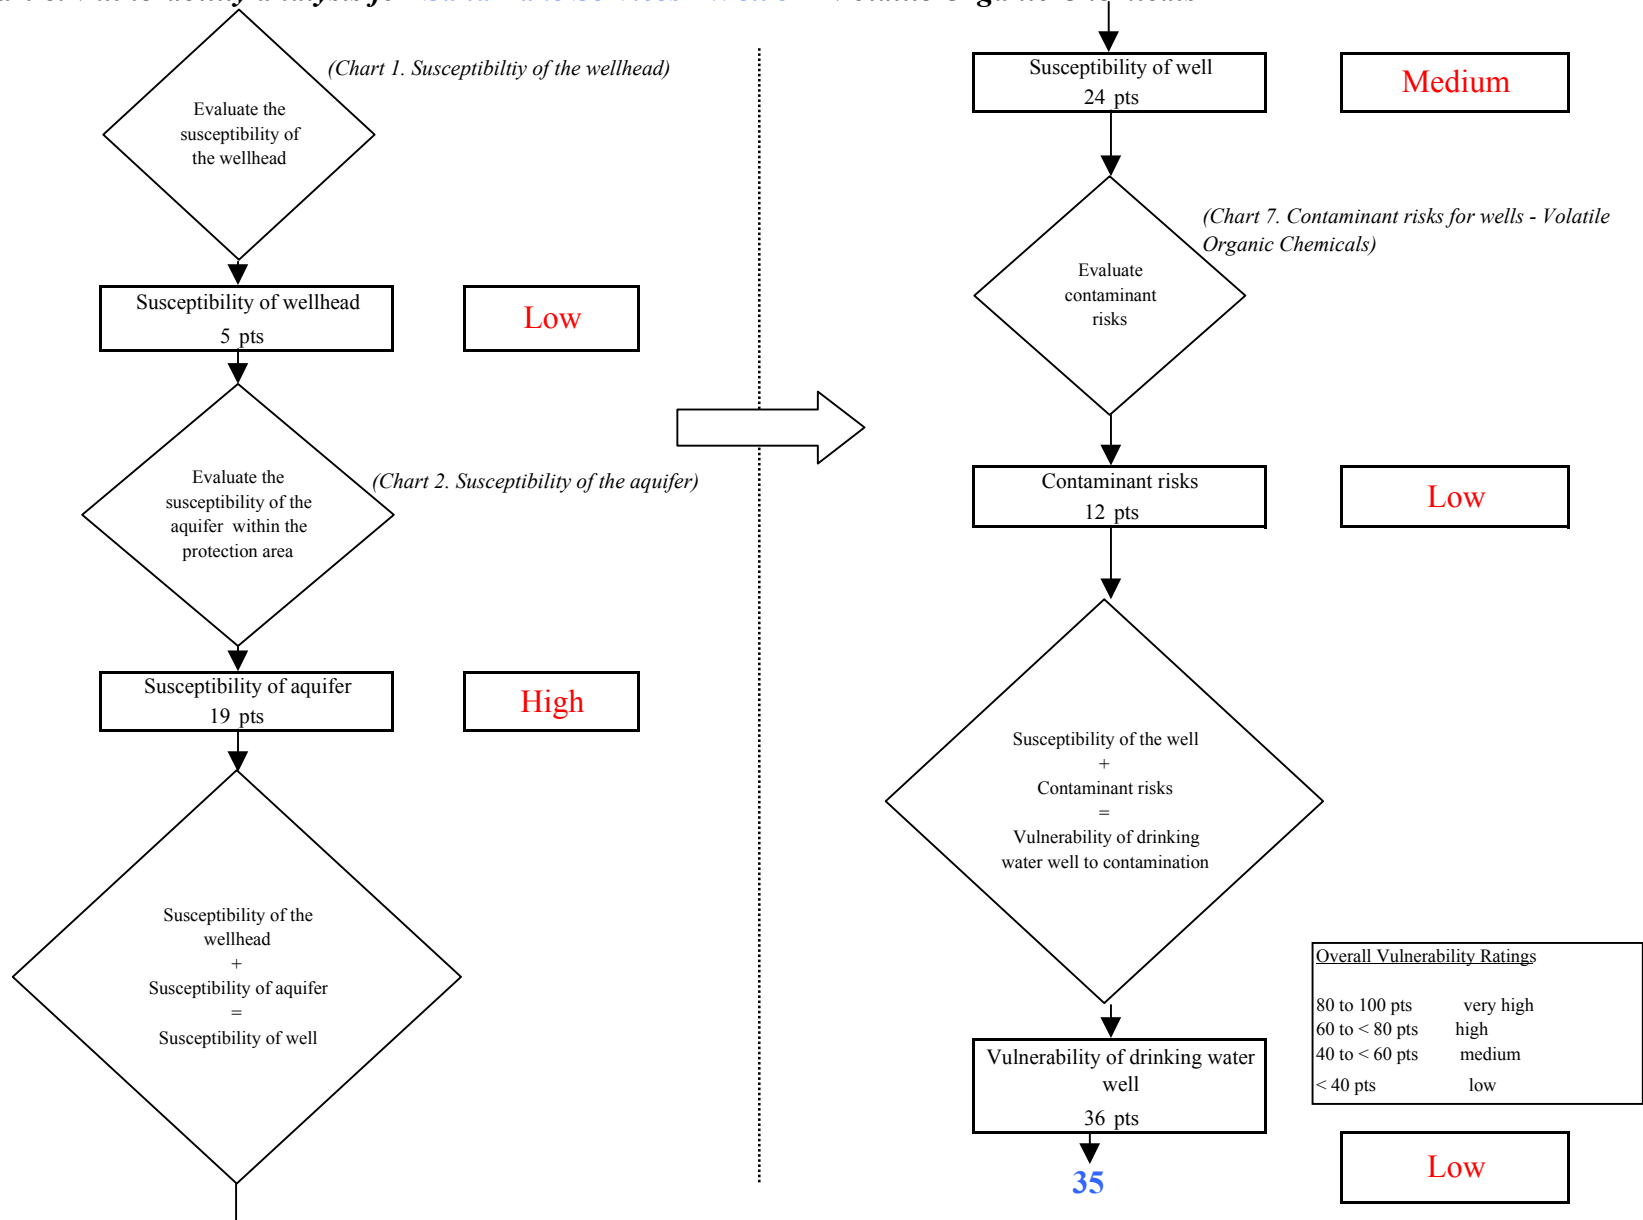 (Chart 1. Susceptibiltiy of the wellhead)
Evaluate the
susceptibility of
the wellhead
Susceptibility of wellhead
5 pts
Low
Evaluate the
susceptibility of the
aquifer within the
protection area
(Chart 2. Susceptibility of the aquifer)
Susceptibility of aquifer
19 pts
High
Susceptibility of the
wellhead
+
Susceptibility of aquifer
=
Susceptibility of well
Susceptibility of well
24 pts
Medium
(Chart 7. Contaminant risks for wells - Volatile
Organic Chemicals)
Evaluate
contaminant
risks
Contaminant risks
12 pts
Low
Susceptibility of the well
+
Contaminant risks
=
Vulnerability of drinking
water well to contamination
Overall Vulnerability Ratings
80 to 100 pts very high
60 to < 80 pts high
40 to < 60 pts medium
< 40 pts low
Vulnerability of drinking water
well
36 pts
35
Low